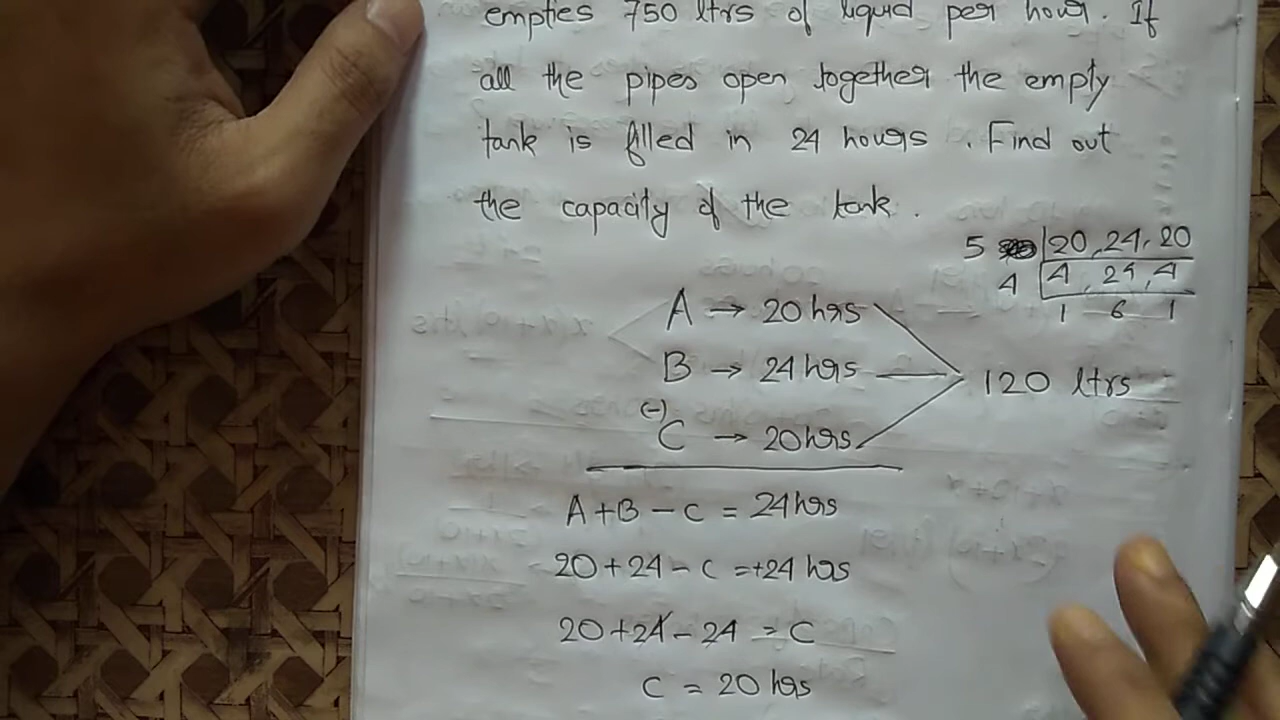 empties 750 ltrs of liquid per hour. If
all the pipes open together the empty
tank is filled in 24 hours. Find out
the capacity of the tank.
5 20, 24, 20
4 4, 24, 4
1 6 1
A → 20 hrs
B → 24 hrs
120 ltrs
(-) C → 20 hrs
A + B - C = 24 hrs
20 + 24 - C = +24 hrs
20 + 24 - 24 = C
C = 20 hrs